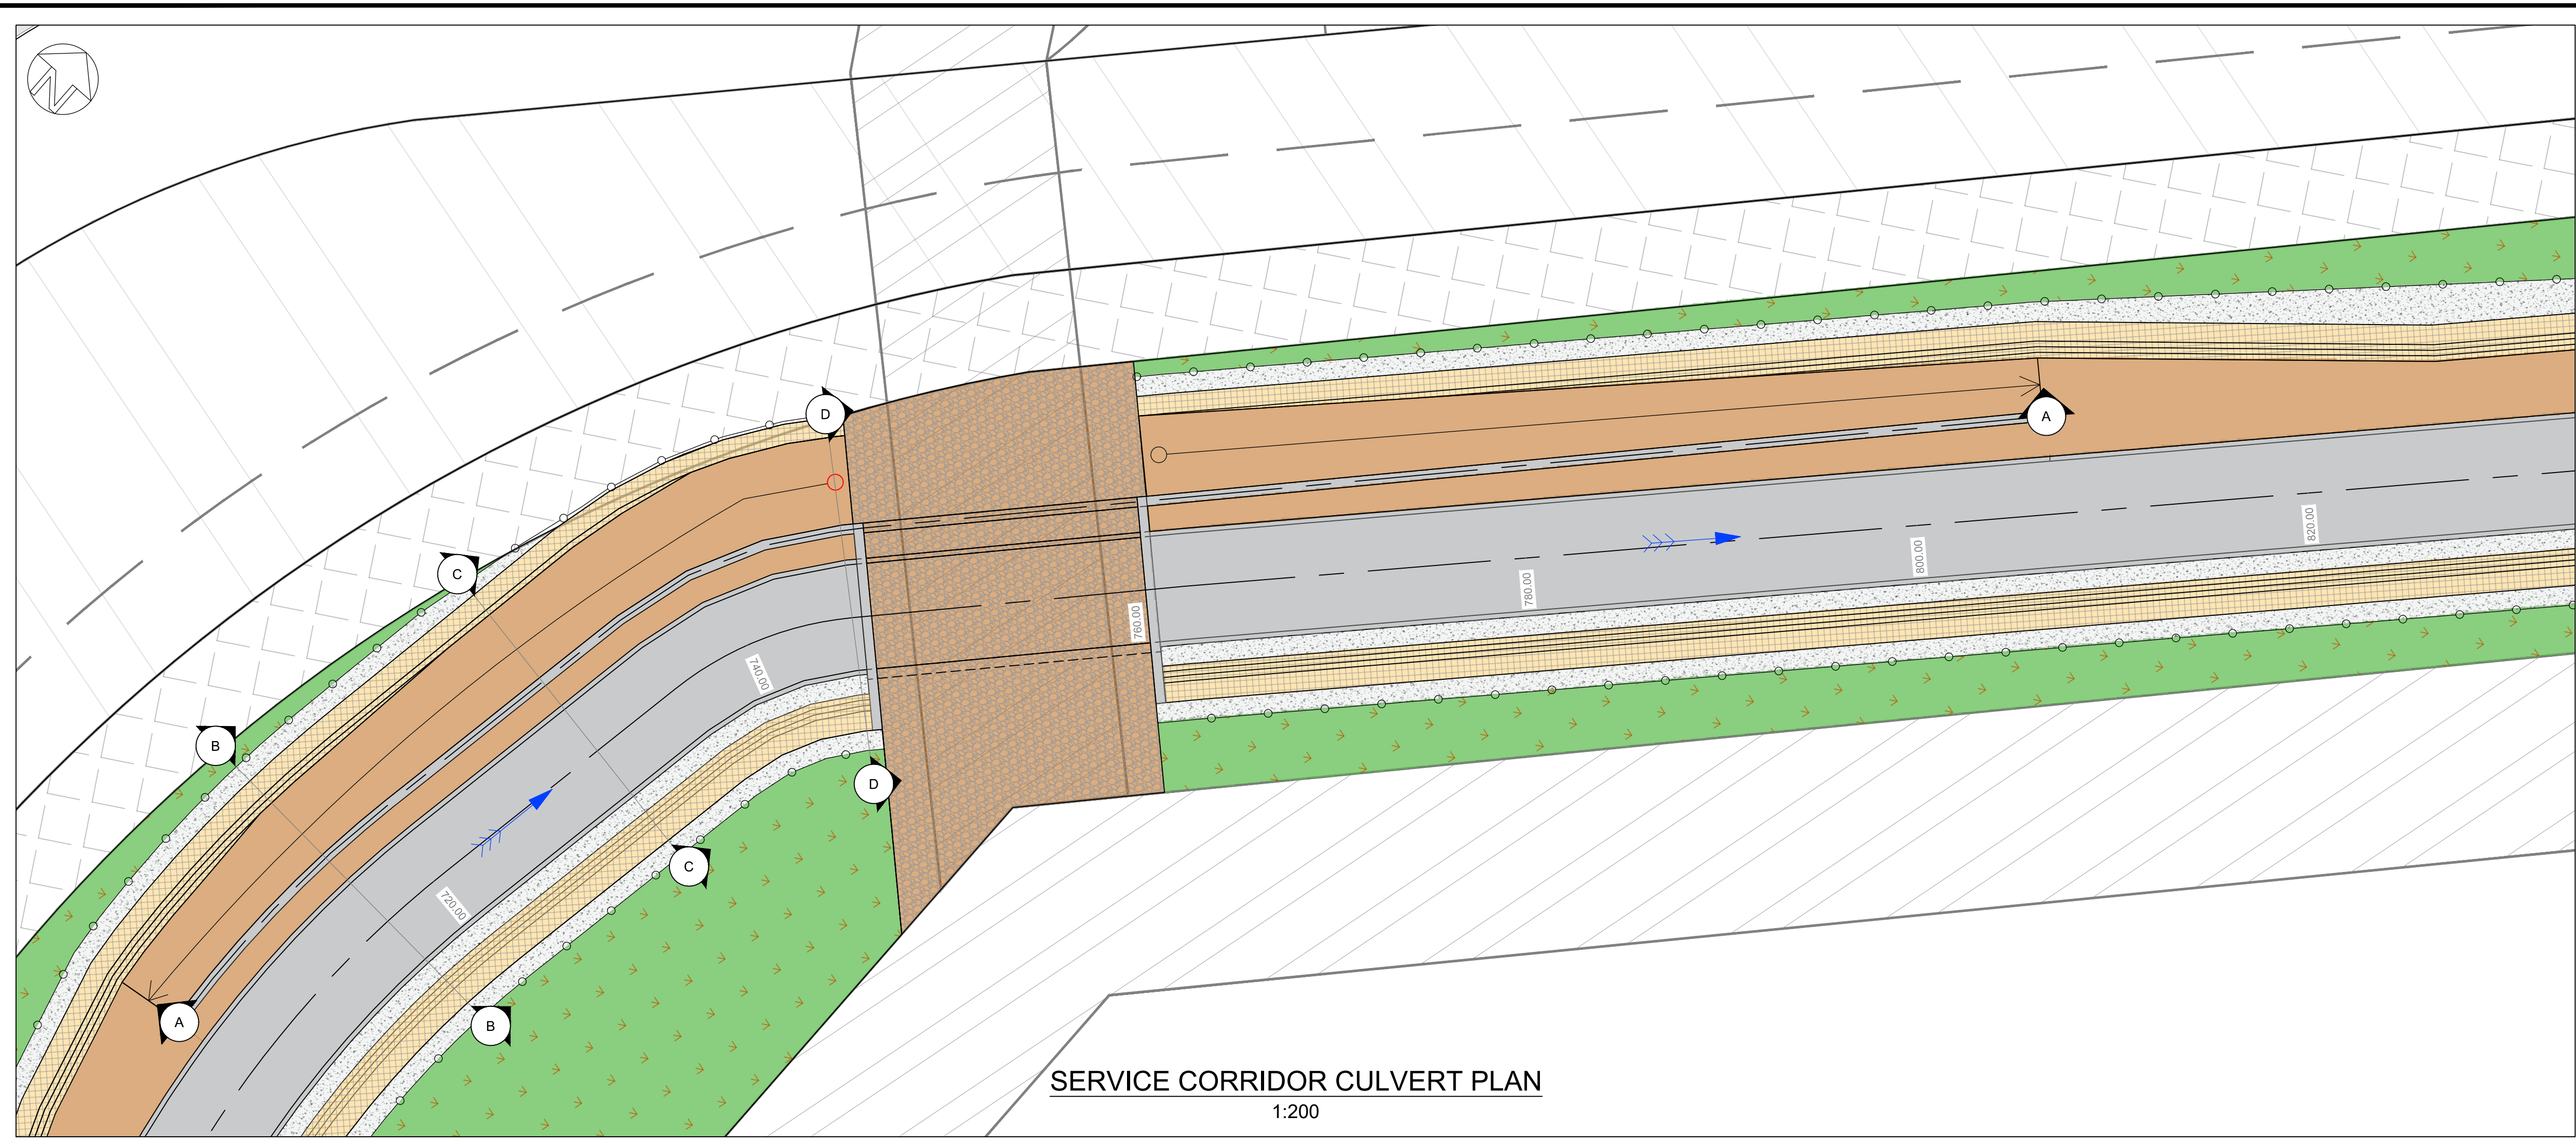 N
D
A
C
820.00
800.00
780.00
760.00
740.00
B
D
C
720.00
A
B
SERVICE CORRIDOR CULVERT PLAN
1:200